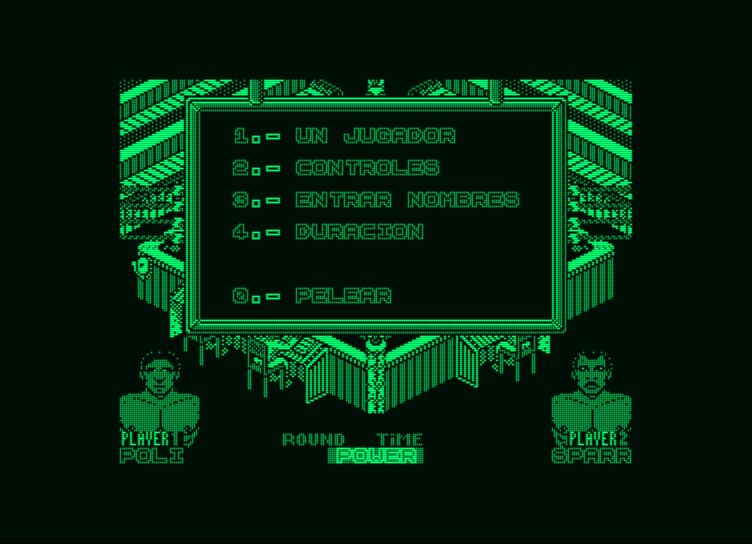 1.- UN JUGADOR
2.- CONTROLES
3.- ENTRAR NOMBRES
4.- DURACION
0.- PELEAR
PLAYER 1
POLI
ROUND TiME
POWER
PLAYER 2
SPARR